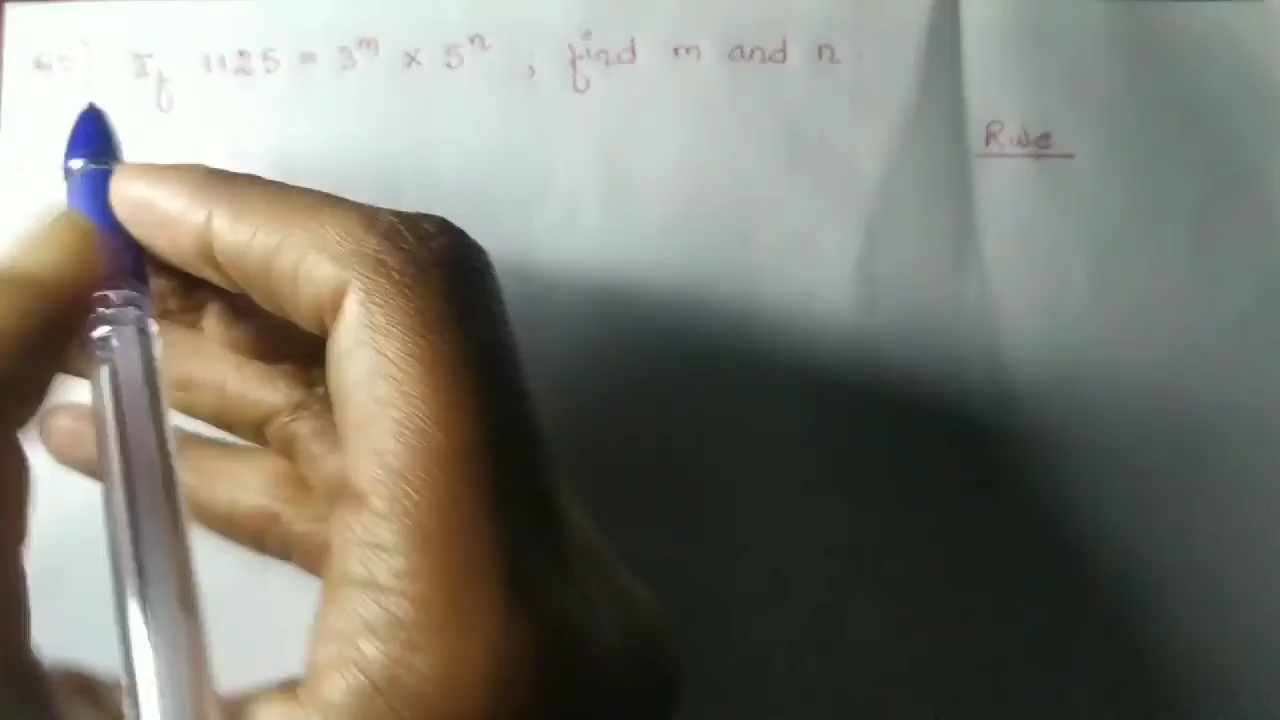 If 1125 = 3^m × 5^n ; find m and n.
Rule